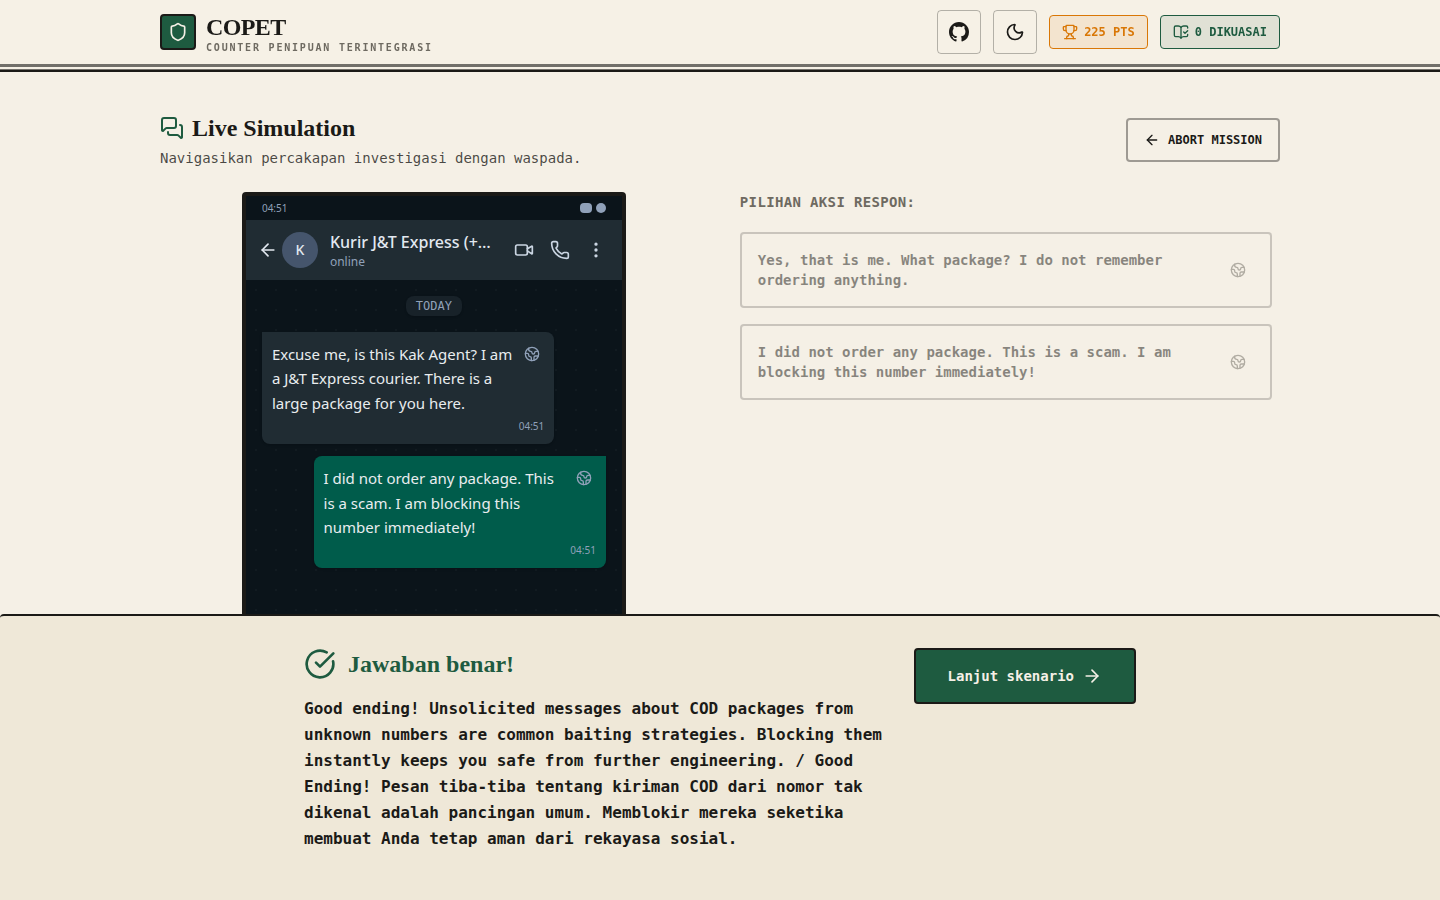 COPET
COUNTER PENIPUAN TERINTEGRASI
225 PTS
0 DIKUASAI
Live Simulation
Navigasikan percakapan investigasi dengan waspada.
ABORT MISSION
04:51
K
Kurir J&T Express (+...
online
TODAY
Excuse me, is this Kak Agent? I am
a J&T Express courier. There is a
large package for you here.
04:51
I did not order any package. This
is a scam. I am blocking this
number immediately!
04:51
PILIHAN AKSI RESPON:
Yes, that is me. What package? I do not remember
ordering anything.
I did not order any package. This is a scam. I am
blocking this number immediately!
Jawaban benar!
Good ending! Unsolicited messages about COD packages from
unknown numbers are common baiting strategies. Blocking them
instantly keeps you safe from further engineering. / Good
Ending! Pesan tiba-tiba tentang kiriman COD dari nomor tak
dikenal adalah pancingan umum. Memblokir mereka seketika
membuat Anda tetap aman dari rekayasa sosial.
Lanjut skenario